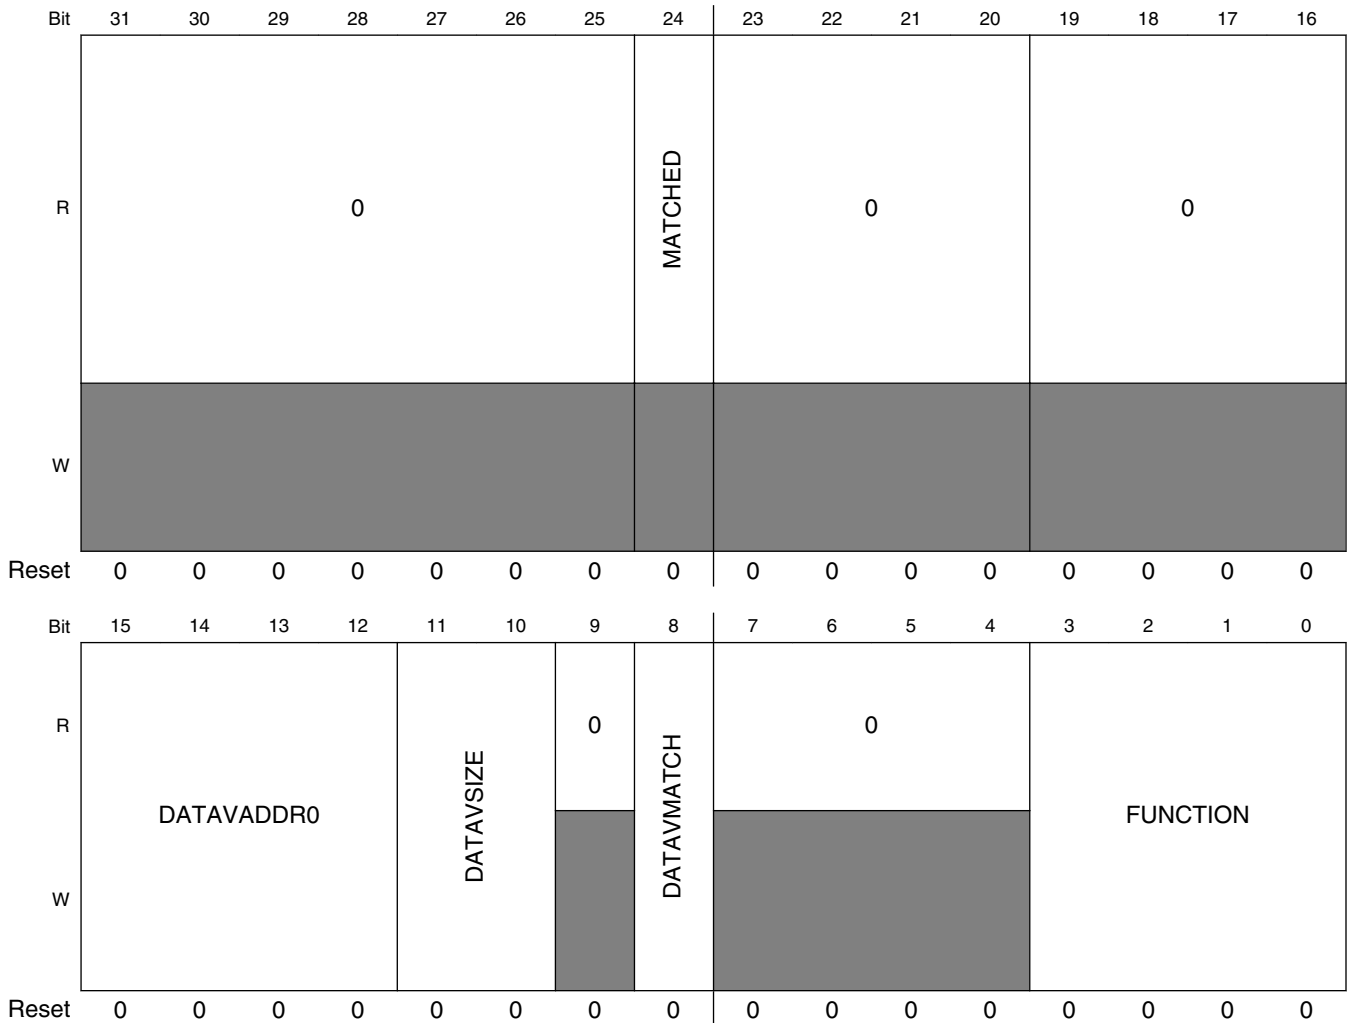 Bit 31 30 29 28 27 26 25 24 23 22 21 20 19 18 17 16
R 0 MATCHED 0 0
W
Reset 0 0 0 0 0 0 0 0 0 0 0 0 0 0 0 0
Bit 15 14 13 12 11 10 9 8 7 6 5 4 3 2 1 0
R 0 0
DATAVADDR0 DATAVSIZE DATAVMATCH FUNCTION
W
Reset 0 0 0 0 0 0 0 0 0 0 0 0 0 0 0 0